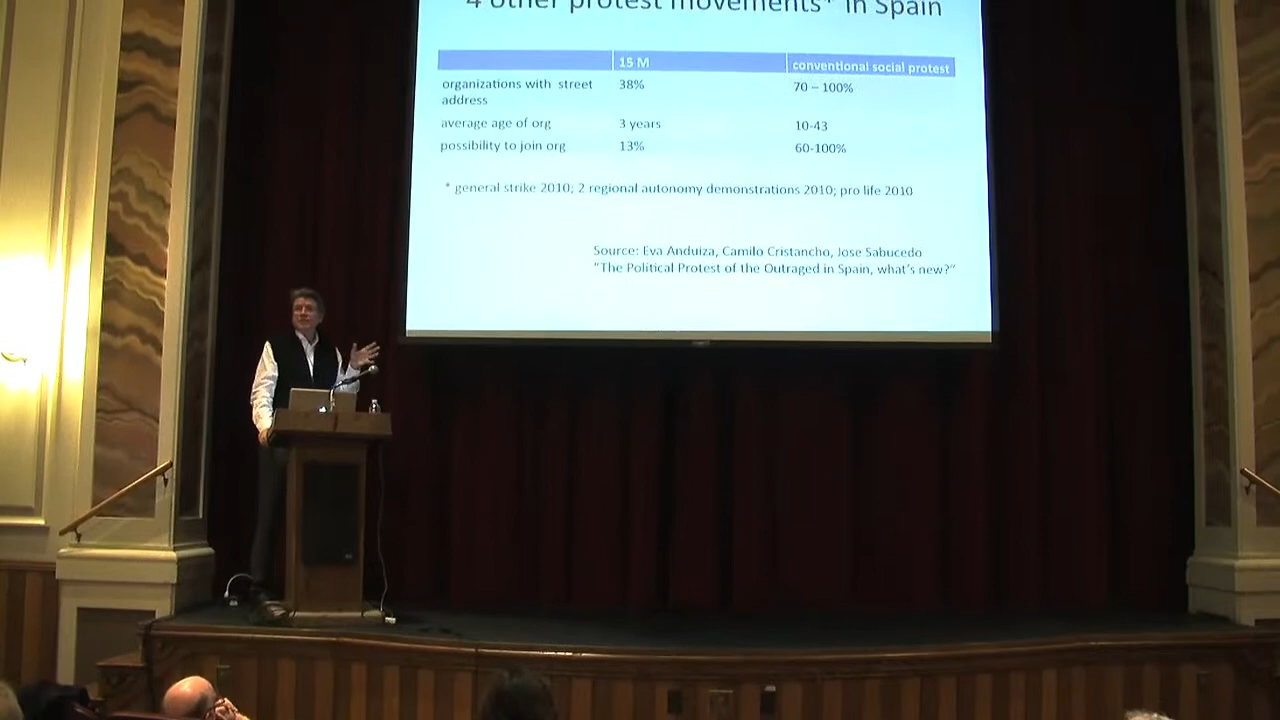 4 other protest movements* in Spain
15 M conventional social protest
organizations with street address 38% 70 – 100%
average age of org 3 years 10-43
possibility to join org 13% 60-100%
* general strike 2010; 2 regional autonomy demonstrations 2010; pro life 2010
Source: Eva Anduiza, Camilo Cristancho, Jose Sabucedo
"The Political Protest of the Outraged in Spain, what's new?"